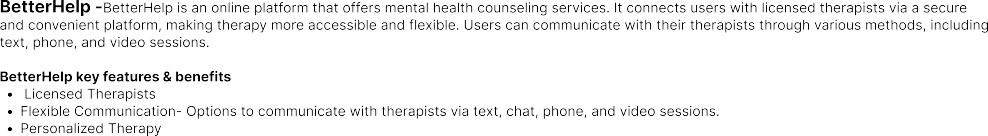 BetterHelp -BetterHelp is an online platform that offers mental health counseling services. It connects users with licensed therapists via a secure
and convenient platform, making therapy more accessible and flexible. Users can communicate with their therapists through various methods, including
text, phone, and video sessions.
BetterHelp key features & benefits
• Licensed Therapists
• Flexible Communication- Options to communicate with therapists via text, chat, phone, and video sessions.
• Personalized Therapy